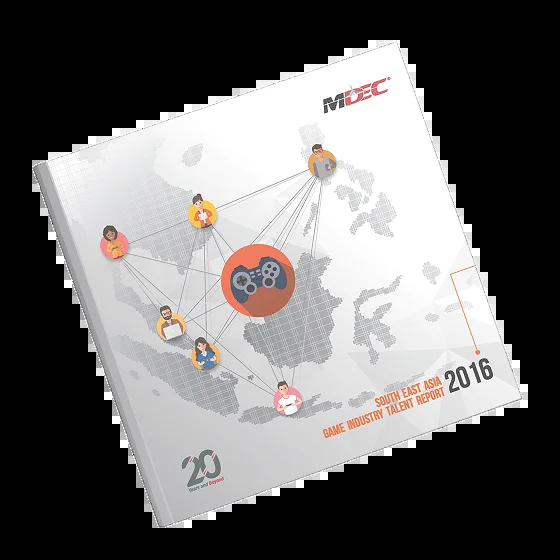 MDEC
SOUTH EAST ASIA
GAME INDUSTRY TALENT REPORT
2016
20
Years and Beyond